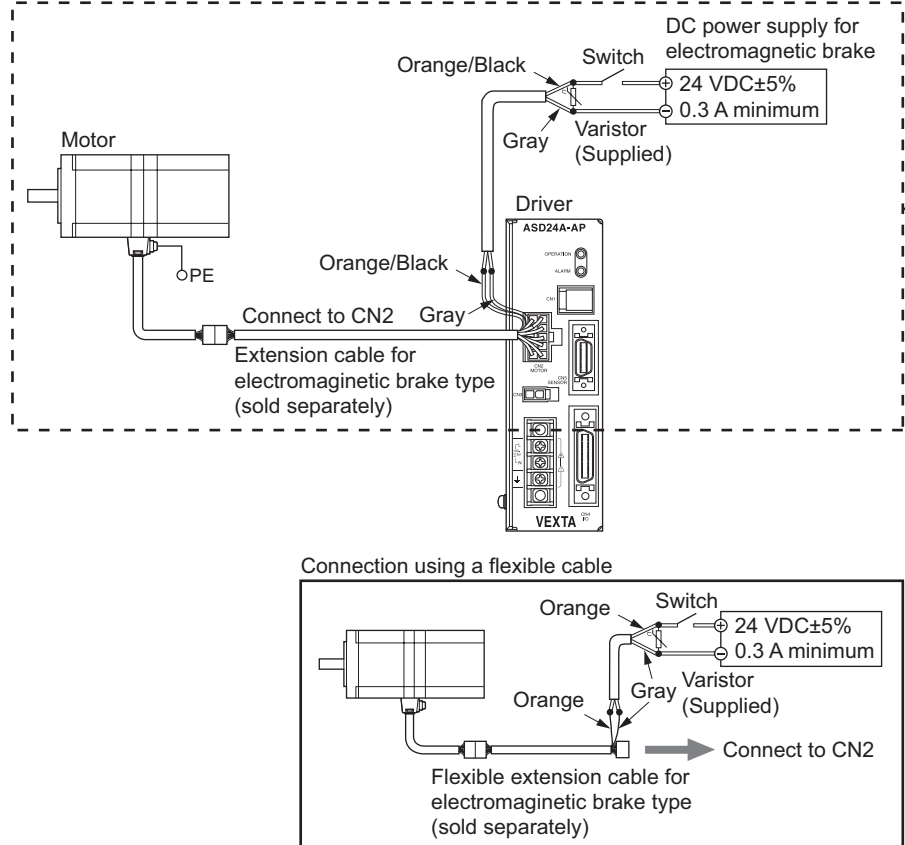 DC power supply for
electromagnetic brake
Switch
Orange/Black
24 VDC±5%
0.3 A minimum
Gray
Varistor
(Supplied)
Motor
PE
Driver
ASD24A-AP
OPERATION
ALARM
CN1
Orange/Black
Connect to CN2
Gray
CN2
MOTOR
CN5
SENSOR
Extension cable for
electromaginetic brake type
(sold separately)
CN3
L
N
CN4
I/O
VEXTA
Connection using a flexible cable
Orange
Switch
24 VDC±5%
0.3 A minimum
Gray
Varistor
(Supplied)
Orange
Connect to CN2
Flexible extension cable for
electromaginetic brake type
(sold separately)